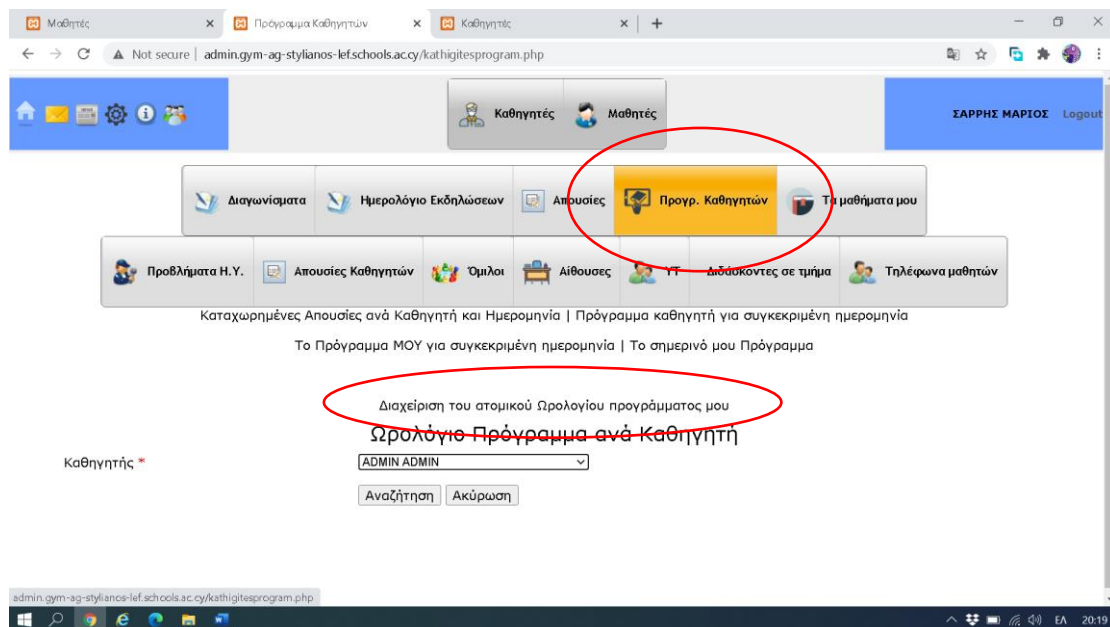 Μαθητές
Πρόγραμμα Καθηγητών
Καθηγητές
Not secure | admin.gym-ag-stylianos-lef.schools.ac.cy/kathigitesprogram.php
Καθηγητές Μαθητές
ΣΑΡΡΗΣ ΜΑΡΙΟΣ Logout
Διαγωνίσματα Ημερολόγιο Εκδηλώσεων Απουσίες Προγρ. Καθηγητών Τα μαθήματα μου
Προβλήματα Η.Υ. Απουσίες Καθηγητών Όμιλοι Αίθουσες ΥΤ Διδάσκοντες σε τμήμα Τηλέφωνα μαθητών
Καταχωρημένες Απουσίες ανά Καθηγητή και Ημερομηνία | Πρόγραμμα καθηγητή για συγκεκριμένη ημερομηνία
Το Πρόγραμμα ΜΟΥ για συγκεκριμένη ημερομηνία | Το σημερινό μου Πρόγραμμα
Διαχείριση του ατομικού Ωρολογίου προγράμματος μου
Ωρολόγιο Πρόγραμμα ανά Καθηγητή
Καθηγητής * ADMIN ADMIN
Αναζήτηση Ακύρωση
admin.gym-ag-stylianos-lef.schools.ac.cy/kathigitesprogram.php
ΕΛ 20:19